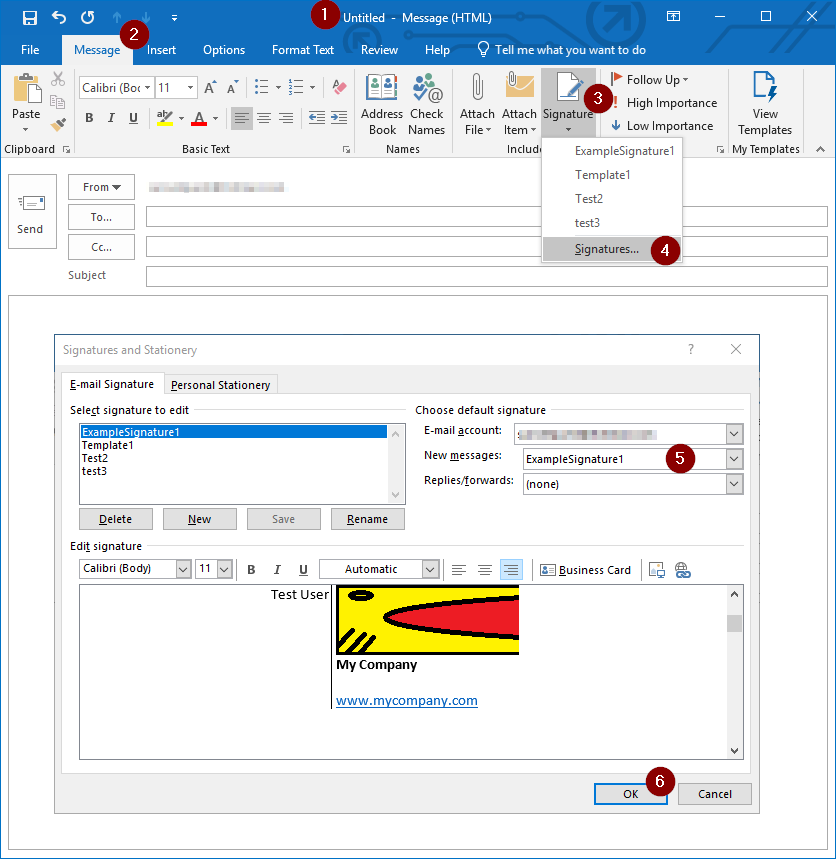 1 Untitled - Message (HTML)
2
File Message Insert Options Format Text Review Help Tell me what you want to do
Paste
Clipboard
Calibri (Bo 11 A A
B I U ab A
Basic Text
Address Book
Check Names
Names
Attach File
Attach Item
Signature
3
Include
Follow Up
High Importance
Low Importance
View Templates
My Templates
ExampleSignature1
Template1
Test2
test3
Signatures... 4
Send
From
To...
Cc...
Subject
Signatures and Stationery ?
E-mail Signature Personal Stationery
Select signature to edit
ExampleSignature1
Template1
Test2
test3
Delete New Save Rename
Choose default signature
E-mail account:
New messages: ExampleSignature1 5
Replies/forwards: (none)
Edit signature
Calibri (Body) 11 B I U Automatic Business Card
Test User
My Company
www.mycompany.com
6
OK Cancel